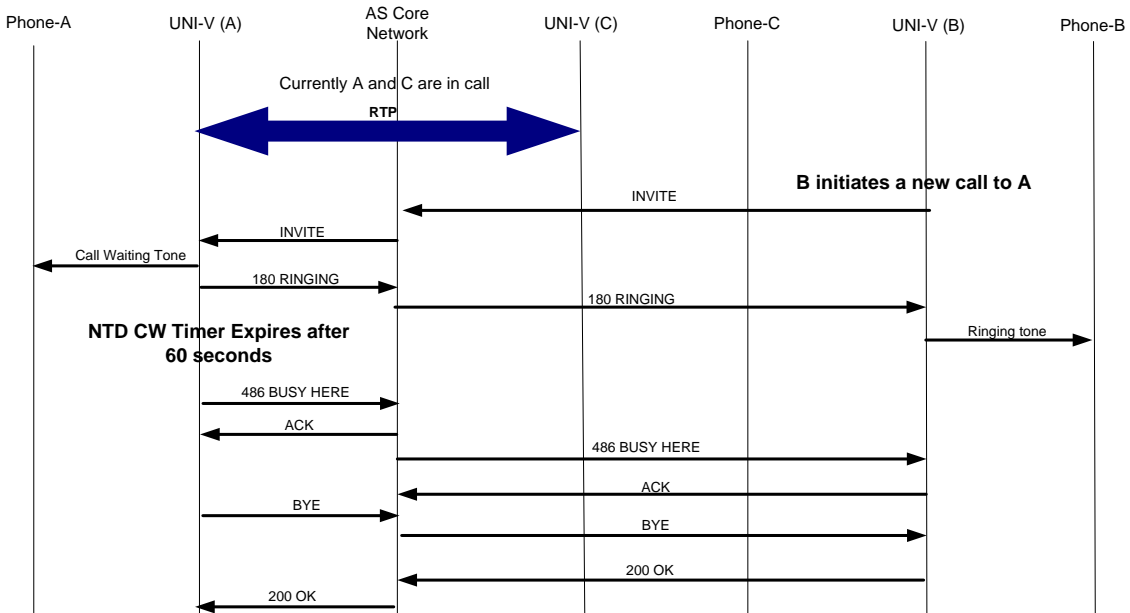 Phone-A
UNI-V (A)
AS Core
Network
UNI-V (C)
Phone-C
UNI-V (B)
Phone-B
Currently A and C are in call
RTP
B initiates a new call to A
INVITE
INVITE
Call Waiting Tone
180 RINGING
180 RINGING
NTD CW Timer Expires after
60 seconds
Ringing tone
486 BUSY HERE
ACK
486 BUSY HERE
ACK
BYE
BYE
200 OK
200 OK